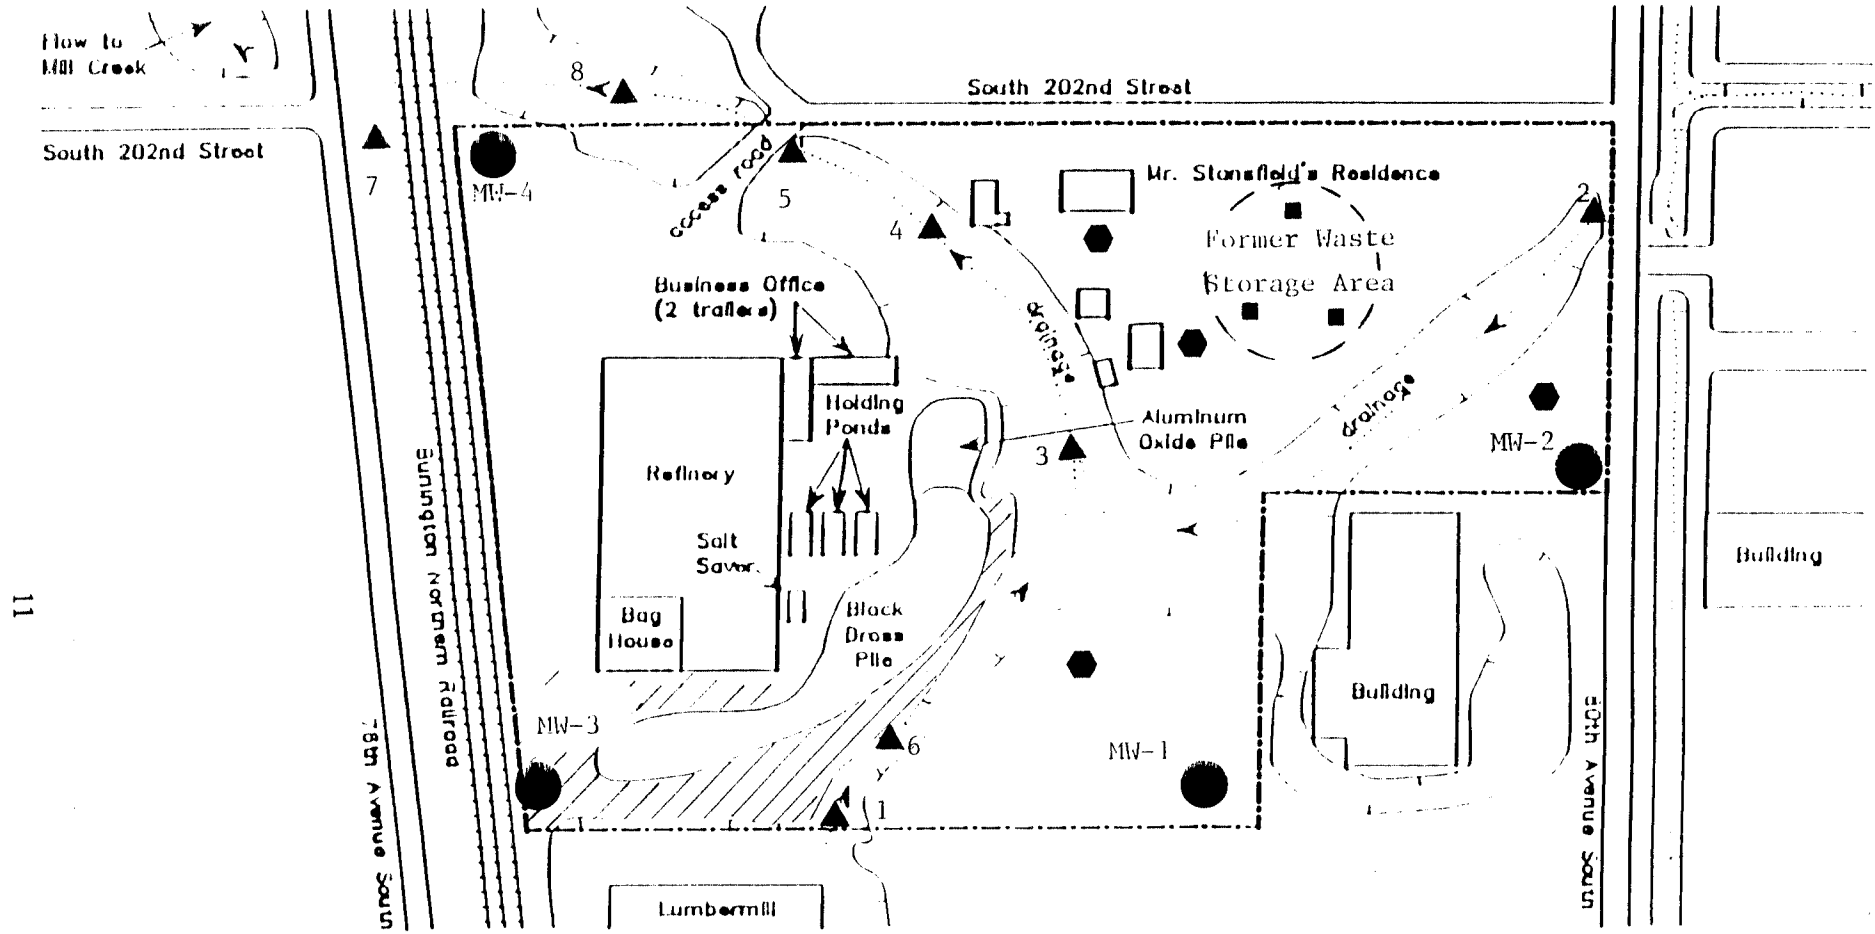 Flow to
Mill Creek
8
South 202nd Street
South 202nd Street
7
MW-4
access road
5
4
Mr. Stansfield's Residence
2
Former Waste
Storage Area
Business Office
(2 trailers)
drainage
drainage
Holding
Ponds
Aluminum
Oxide Pile
3
MW-2
Refinery
Salt
Saver
Burlington Northern Railroad
Building
11
Bag
House
Black
Dross
Pile
Building
MW-3
6
MW-1
1
78th Avenue South
80th Avenue South
Lumbermill